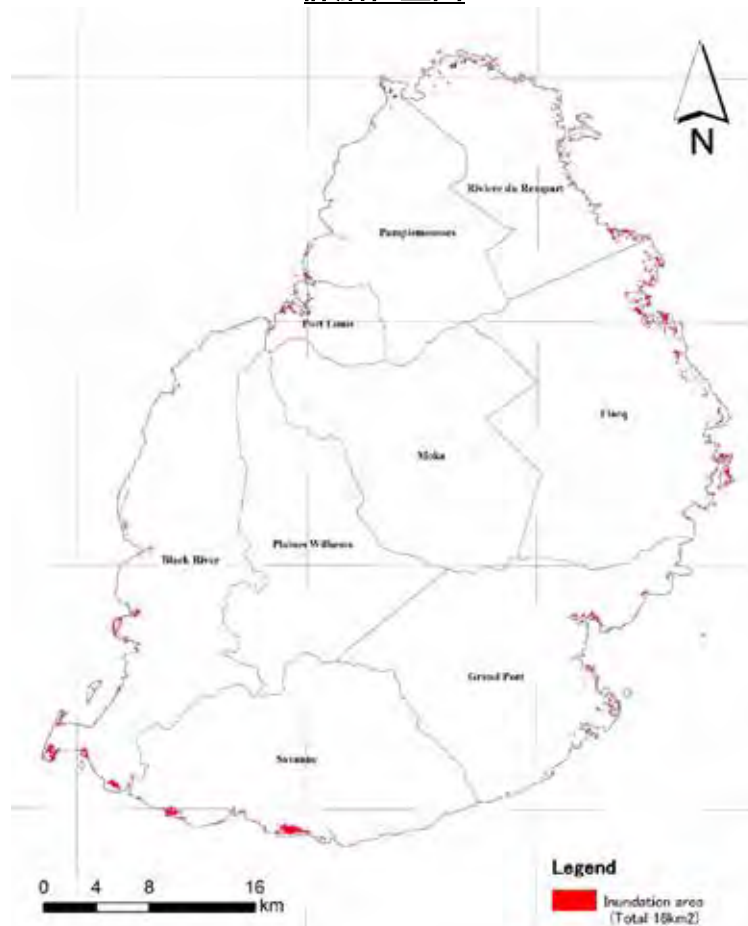 N
Riviere du Rempart
Pamplemousses
Port Louis
Flacq
Moka
Plaines Wilhems
Black River
Grand Port
Savanne
Legend
0 4 8 16
km
Inundation area
(Total 16km2)